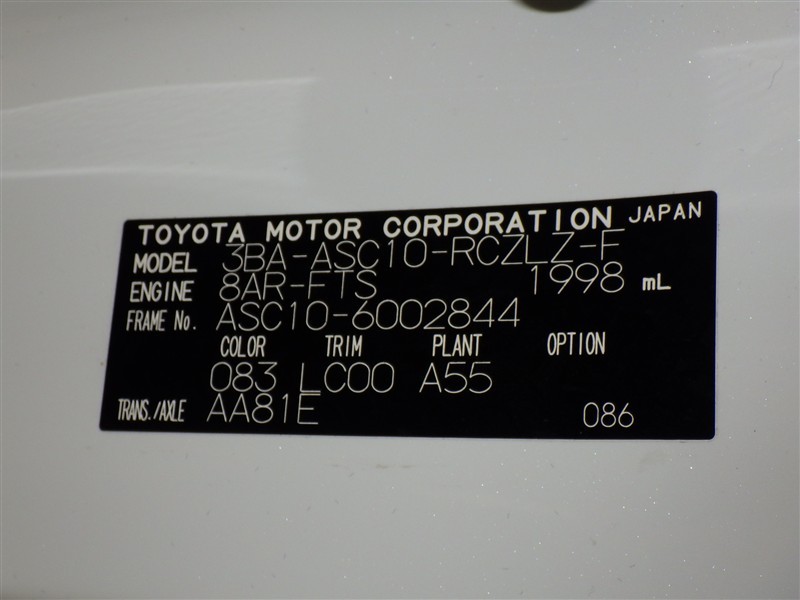 TOYOTA MOTOR CORPORATION JAPAN
MODEL 3BA-ASC10-RCZLZ-F
ENGINE 8AR-FTS 1998 mL
FRAME No. ASC10-6002844
COLOR TRIM PLANT OPTION
083 LC00 A55
TRANS./AXLE AA81E 086